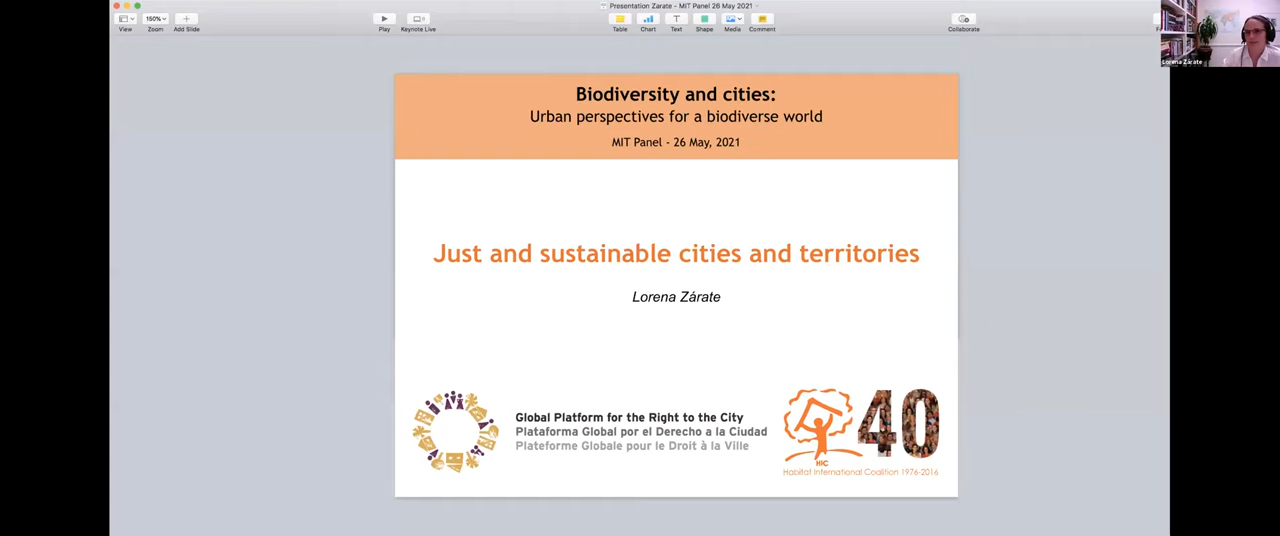 Presentation Zarate - MIT Panel 26 May 2021
150%
View
Zoom
Add Slide
Play
Keynote Live
Table
Chart
Text
Shape
Media
Comment
Collaborate
Lorena Zárate
Biodiversity and cities:
Urban perspectives for a biodiverse world
MIT Panel - 26 May, 2021
Just and sustainable cities and territories
Lorena Zárate
Global Platform for the Right to the City
Plataforma Global por el Derecho a la Ciudad
Plateforme Globale pour le Droit à la Ville
40
HIC
Habitat International Coalition 1976-2016